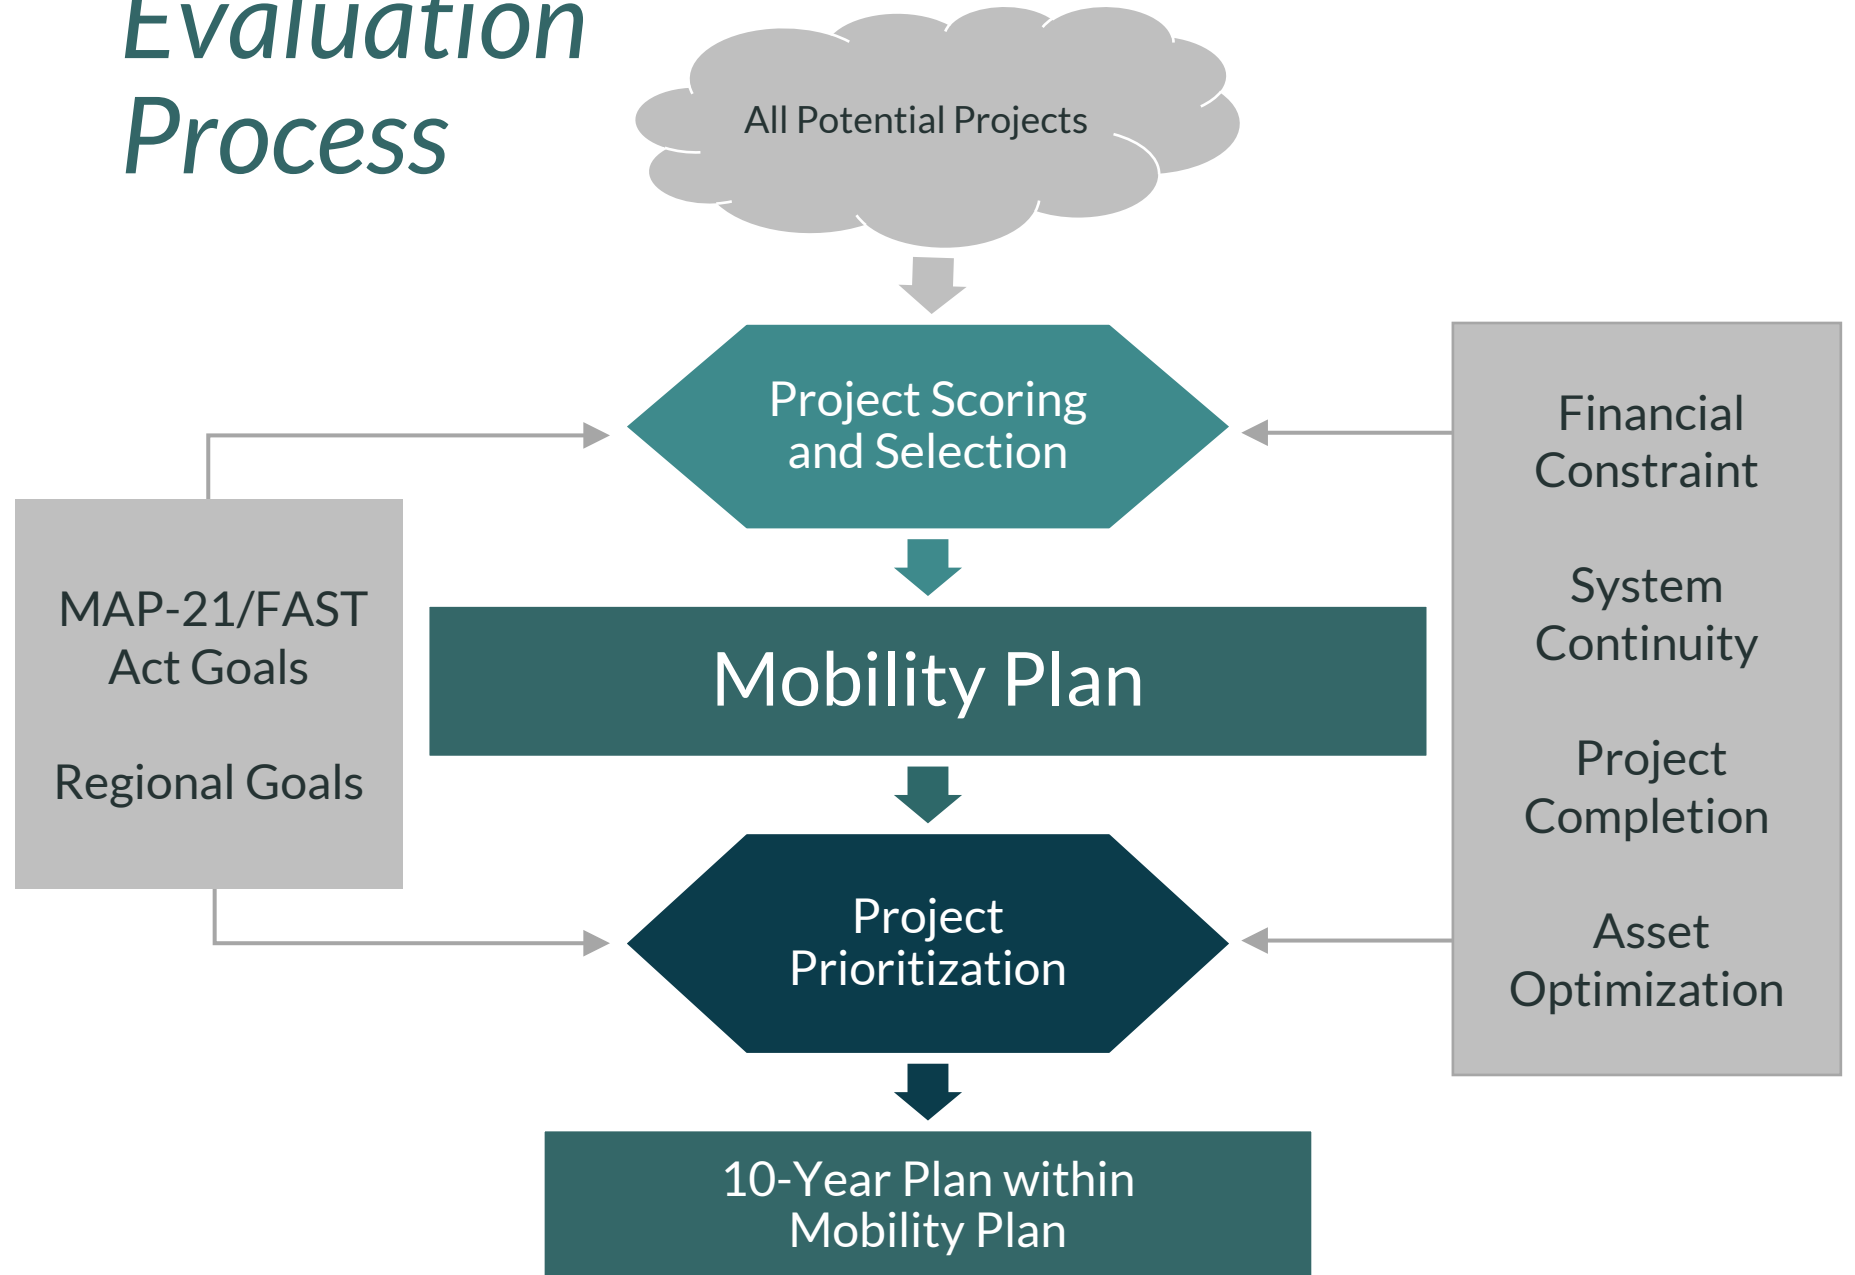 Evaluation
Process
All Potential Projects
Project Scoring
and Selection
MAP-21/FAST
Act Goals
Regional Goals
Mobility Plan
Financial
Constraint
System
Continuity
Project
Completion
Asset
Optimization
Project
Prioritization
10-Year Plan within
Mobility Plan